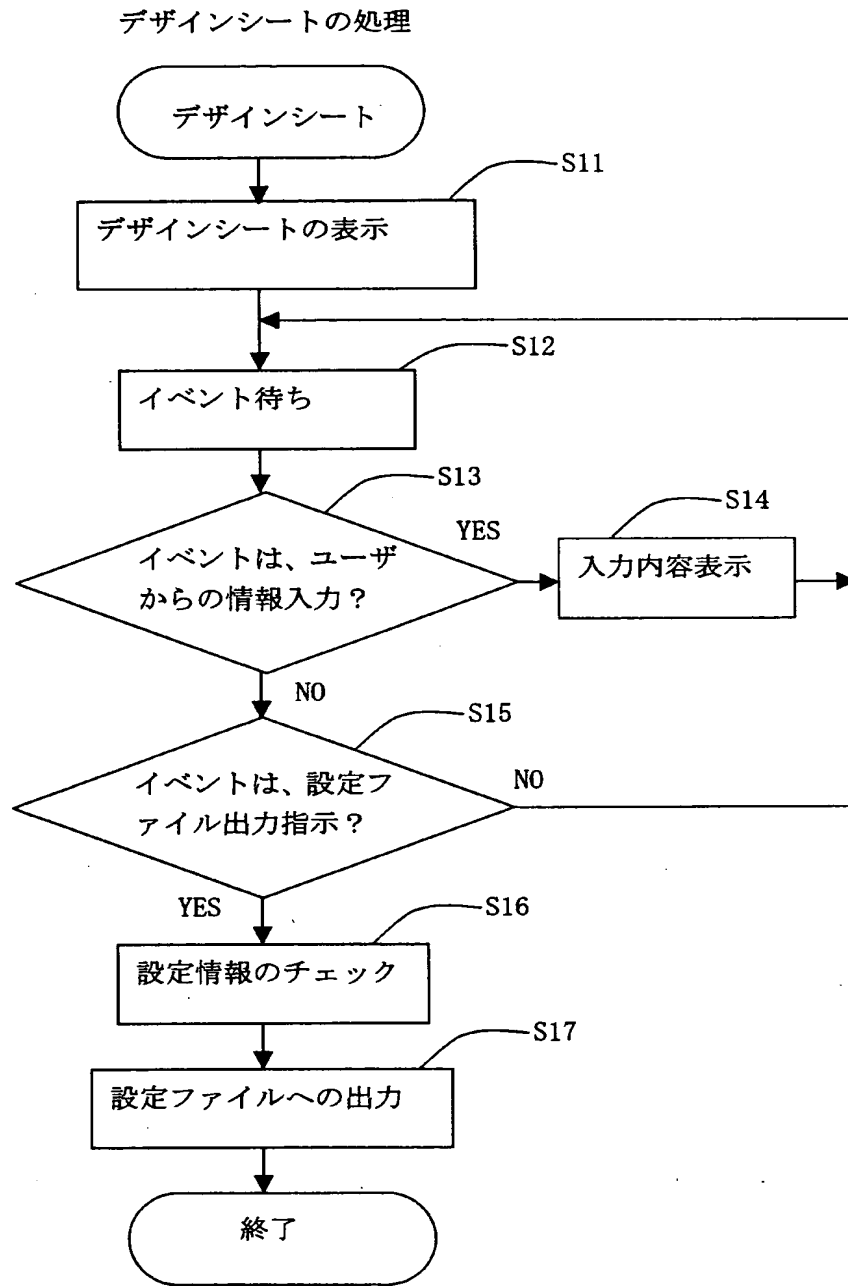 デザインシートの処理
デザインシート
S11
デザインシートの表示
S12
イベント待ち
S13
イベントは、ユーザ
からの情報入力?
YES
S14
入力内容表示
NO
S15
イベントは、設定フ
ァイル出力指示?
NO
YES
S16
設定情報のチェック
S17
設定ファイルへの出力
終了